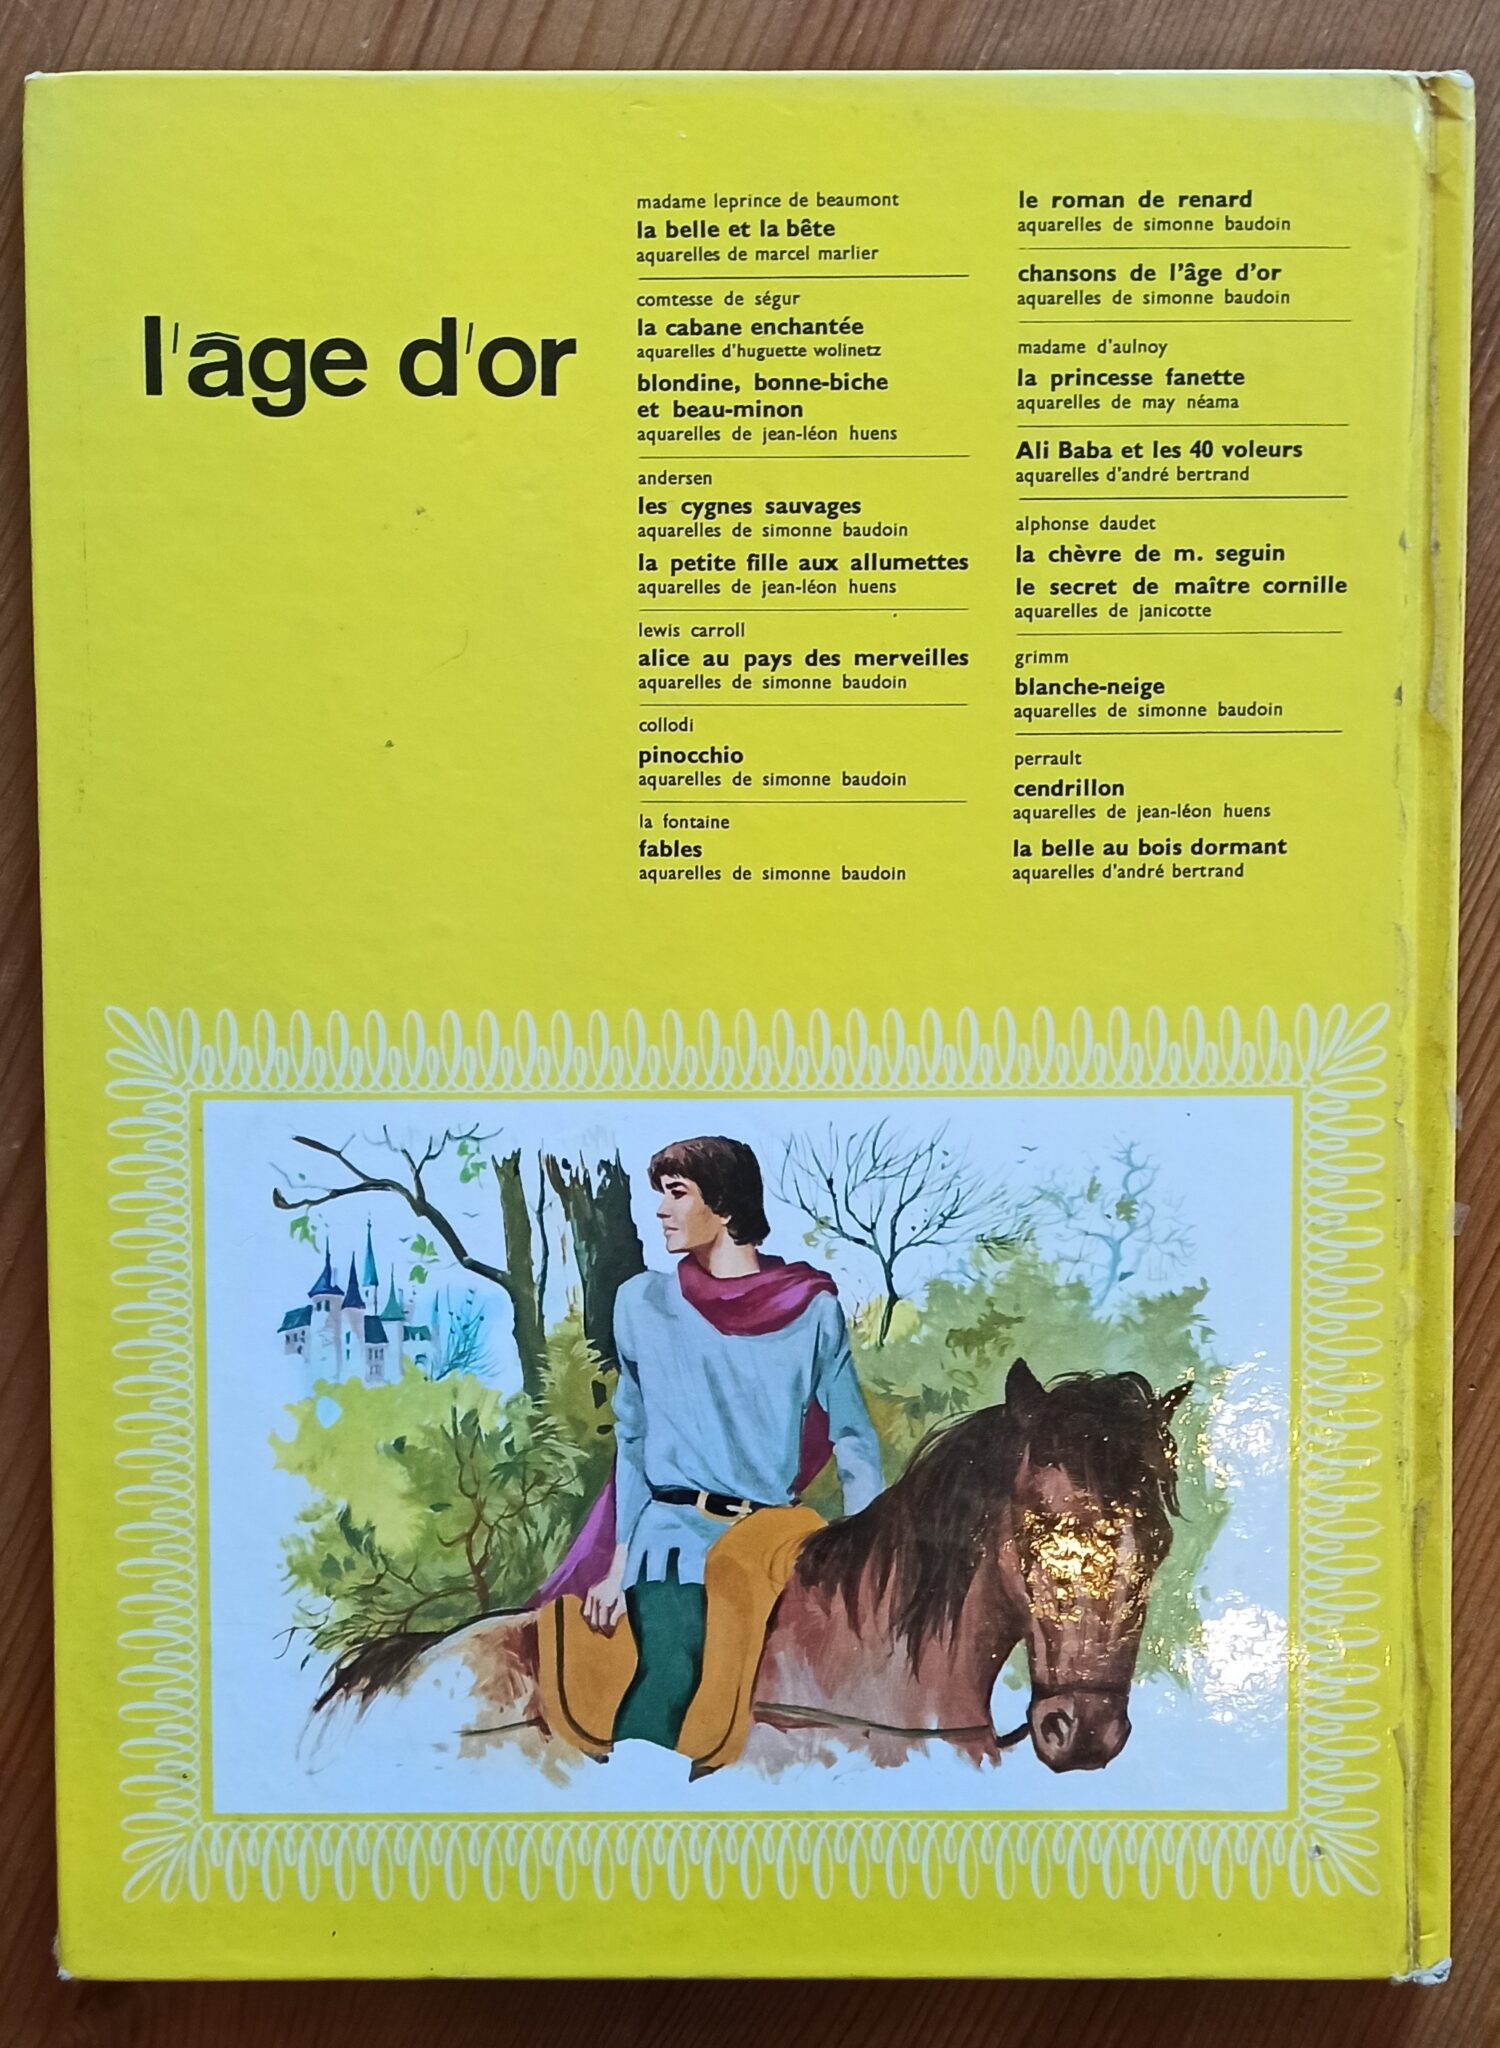 l'âge d'or
madame leprince de beaumont
la belle et la bête
aquarelles de marcel marlier
comtesse de ségur
la cabane enchantée
aquarelles d'huguette wolinetz
blondine, bonne-biche
et beau-minon
aquarelles de jean-léon huens
andersen
les cygnes sauvages
aquarelles de simonne baudoin
la petite fille aux allumettes
aquarelles de jean-léon huens
lewis carroll
alice au pays des merveilles
aquarelles de simonne baudoin
collodi
pinocchio
aquarelles de simonne baudoin
la fontaine
fables
aquarelles de simonne baudoin
le roman de renard
aquarelles de simonne baudoin
chansons de l'âge d'or
aquarelles de simonne baudoin
madame d'aulnoy
la princesse fanette
aquarelles de may néama
Ali Baba et les 40 voleurs
aquarelles d'andré bertrand
alphonse daudet
la chèvre de m. seguin
le secret de maître cornille
aquarelles de janicotte
grimm
blanche-neige
aquarelles de simonne baudoin
perrault
cendrillon
aquarelles de jean-léon huens
la belle au bois dormant
aquarelles d'andré bertrand